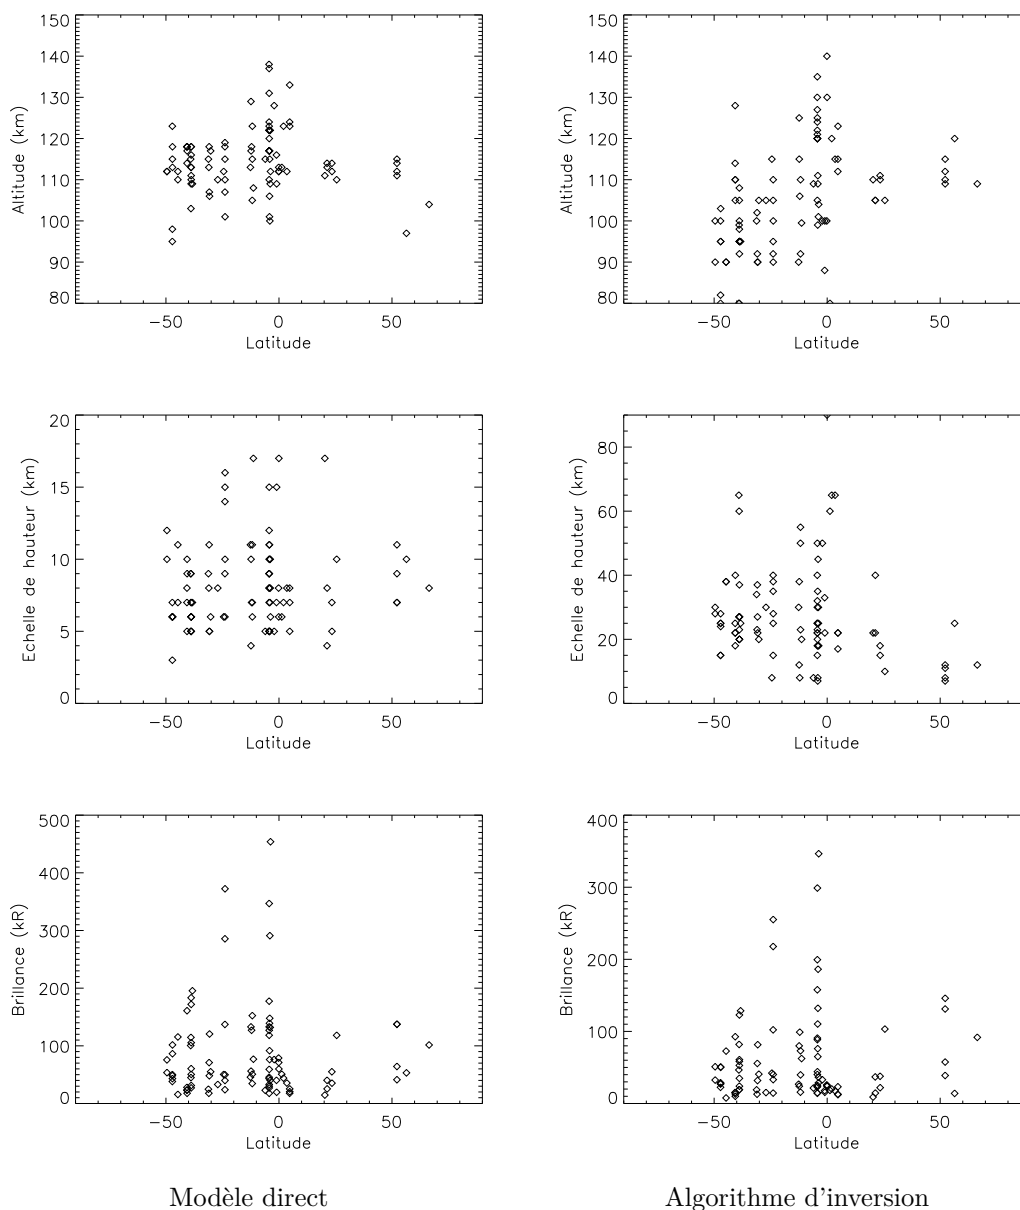 150
140
130
120
110
100
90
80
Altitude (km)
−50 0 50
Latitude
150
140
130
120
110
100
90
80
Altitude (km)
−50 0 50
Latitude
20
15
10
5
0
Echelle de hauteur (km)
−50 0 50
Latitude
80
60
40
20
0
Echelle de hauteur (km)
−50 0 50
Latitude
500
400
300
200
100
0
Brillance (kR)
−50 0 50
Latitude
400
300
200
100
0
Brillance (kR)
−50 0 50
Latitude
Modèle direct
Algorithme d'inversion